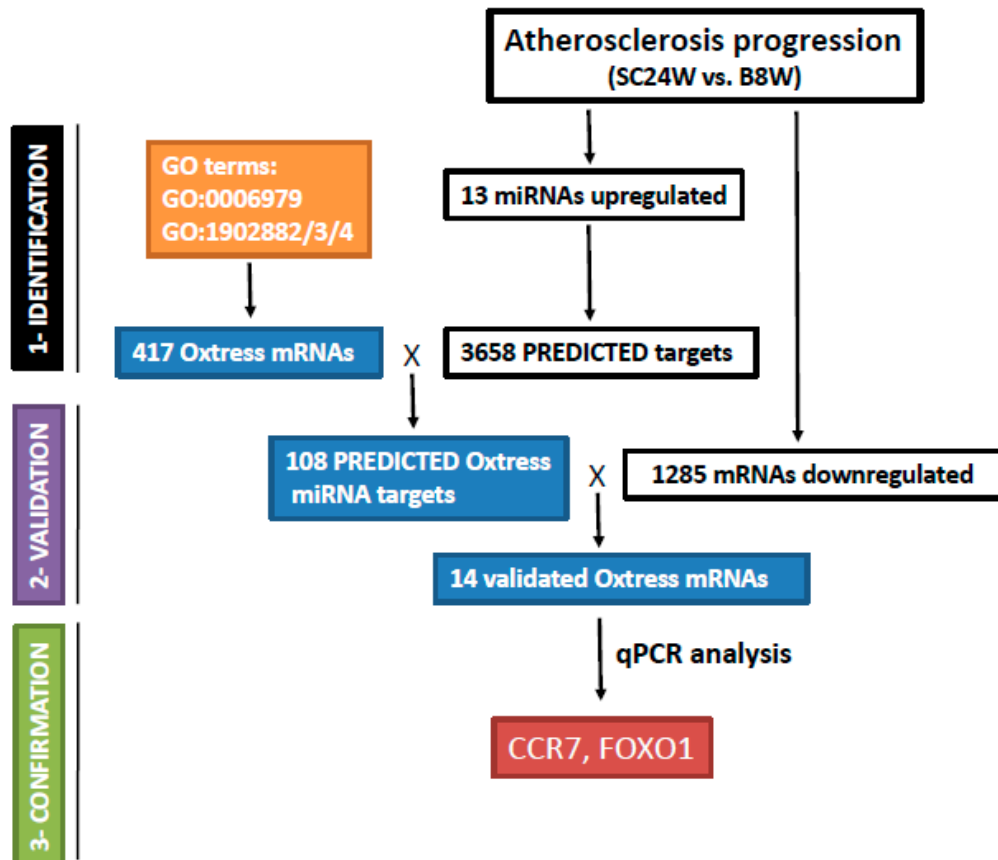 Atherosclerosis progression
(SC24W vs. B8W)
1- IDENTIFICATION
GO terms:
GO:0006979
GO:1902882/3/4
13 miRNAs upregulated
417 Oxtress mRNAs
X
3658 PREDICTED targets
2- VALIDATION
108 PREDICTED Oxtress
miRNA targets
X
1285 mRNAs downregulated
14 validated Oxtress mRNAs
3- CONFIRMATION
qPCR analysis
CCR7, FOXO1